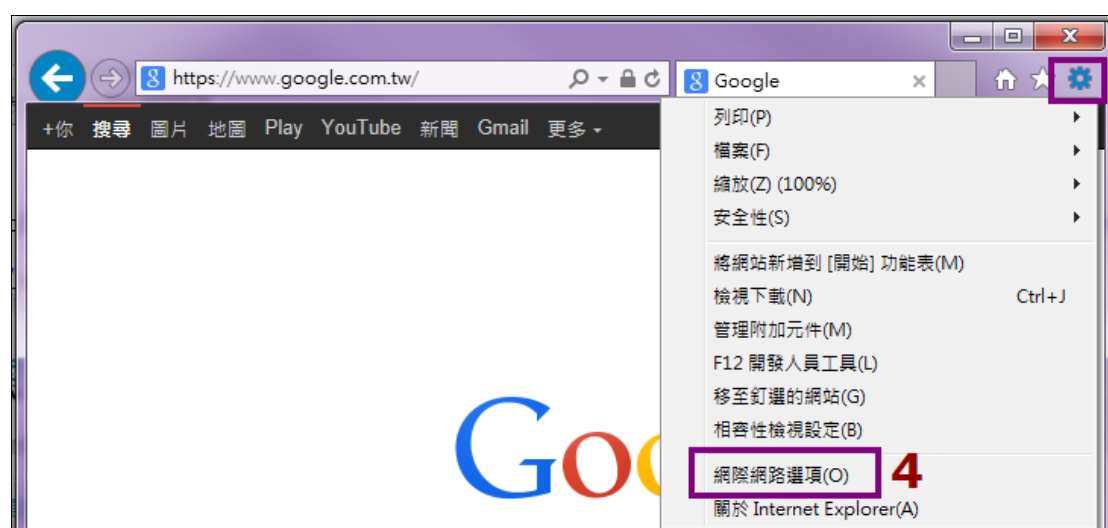 https://www.google.com.tw/
Google
+你 搜尋 圖片 地圖 Play YouTube 新聞 Gmail 更多
列印(P)
檔案(F)
縮放(Z) (100%)
安全性(S)
將網站新增到 [開始] 功能表(M)
檢視下載(N) Ctrl+J
管理附加元件(M)
F12 開發人員工具(L)
移至釘選的網站(G)
相容性檢視設定(B)
網際網路選項(O) 4
關於 Internet Explorer(A)
Goo